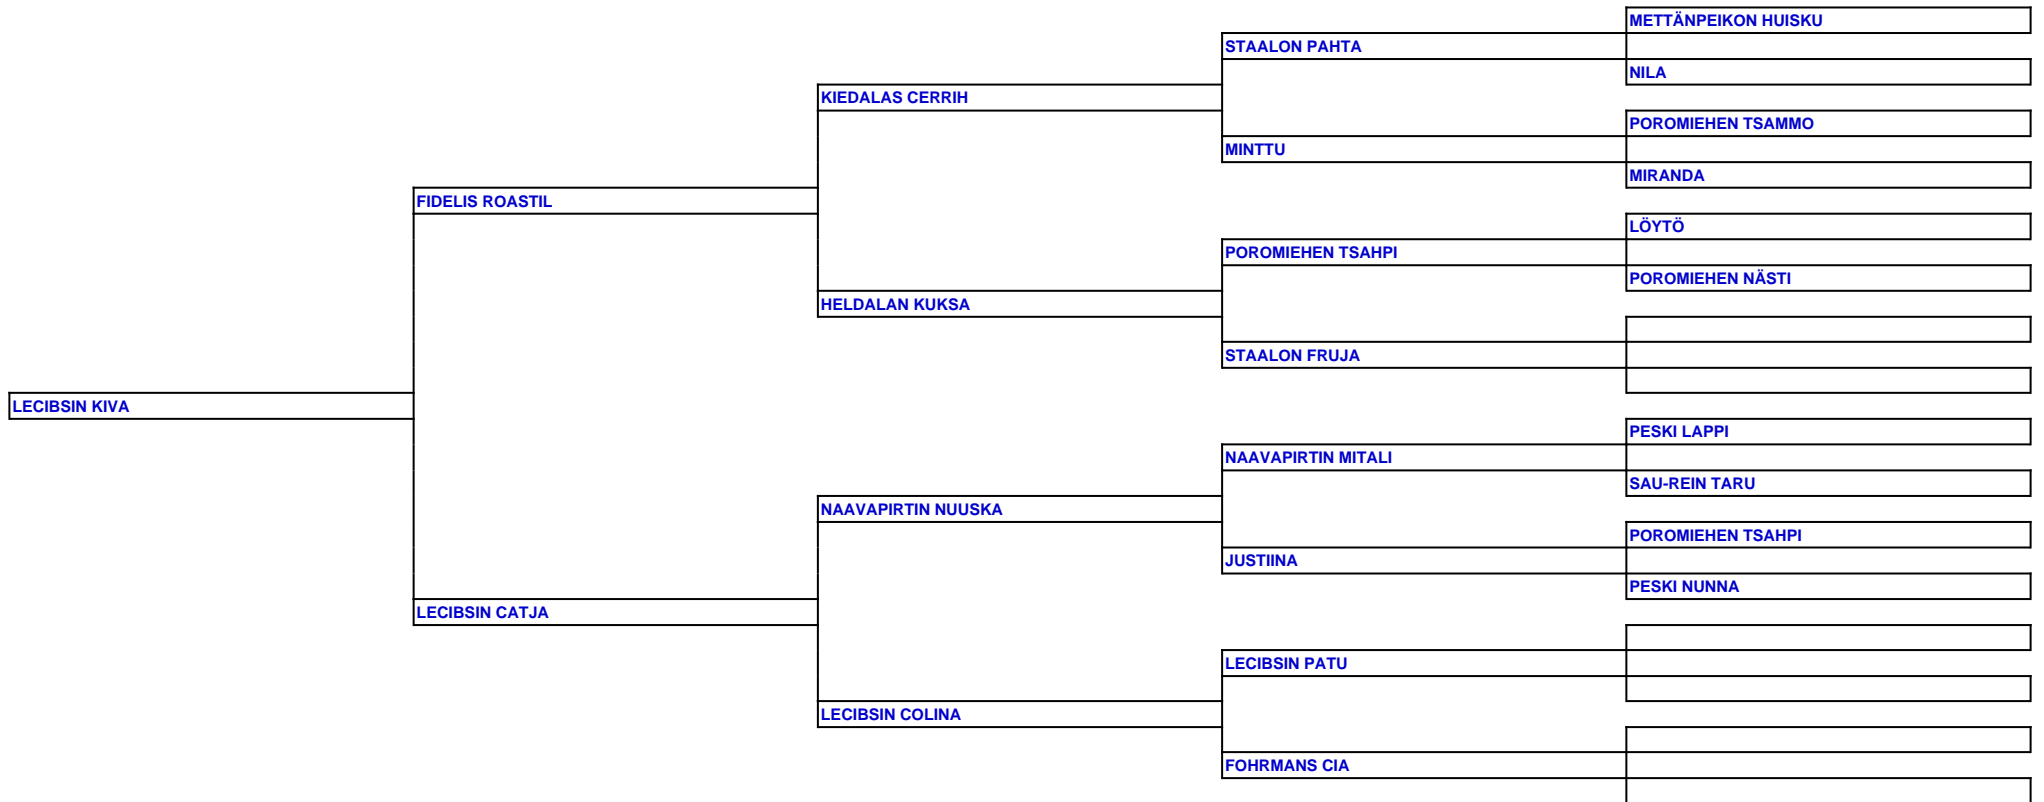 METTÄNPEIKON HUISKU
STAALON PAHTA
NILA
KIEDALAS CERRIH
POROMIEHEN TSAMMO
MINTTU
MIRANDA
FIDELIS ROASTIL
LÖYTÖ
POROMIEHEN TSAHPI
POROMIEHEN NÄSTI
HELDALAN KUKSA
STAALON FRUJA
LECIBSIN KIVA
PESKI LAPPI
NAAVAPIRTIN MITALI
SAU-REIN TARU
NAAVAPIRTIN NUUSKA
POROMIEHEN TSAHPI
JUSTIINA
PESKI NUNNA
LECIBSIN CATJA
LECIBSIN PATU
LECIBSIN COLINA
FOHRMANS CIA